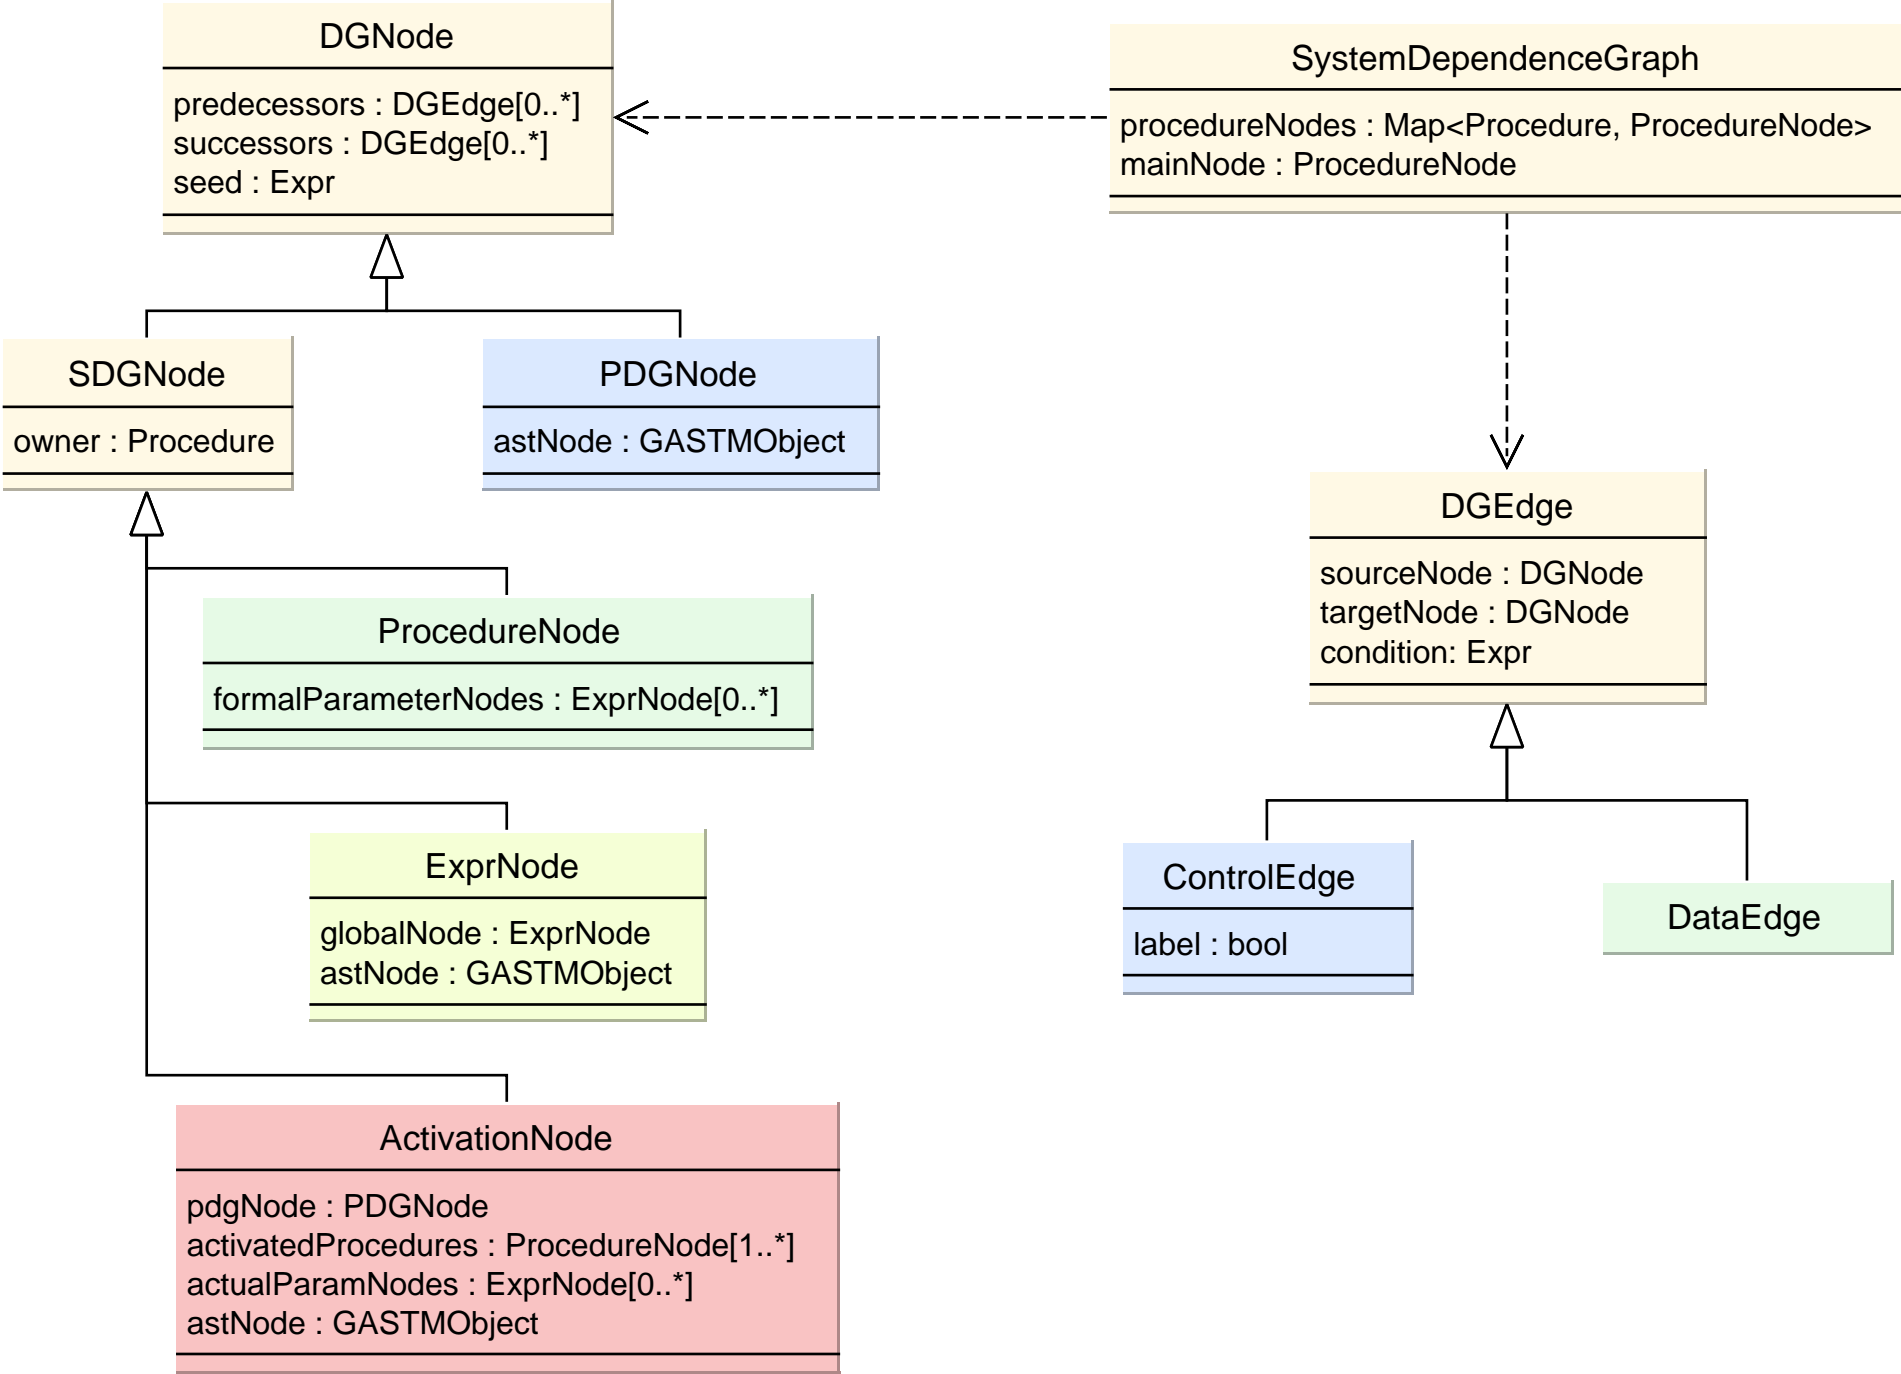 DGNode
predecessors : DGEdge[0..*]
successors : DGEdge[0..*]
seed : Expr
SystemDependenceGraph
procedureNodes : Map<Procedure, ProcedureNode>
mainNode : ProcedureNode
SDGNode
owner : Procedure
PDGNode
astNode : GASTMObject
DGEdge
sourceNode : DGNode
targetNode : DGNode
condition: Expr
ProcedureNode
formalParameterNodes : ExprNode[0..*]
ExprNode
globalNode : ExprNode
astNode : GASTMObject
ControlEdge
label : bool
DataEdge
ActivationNode
pdgNode : PDGNode
activatedProcedures : ProcedureNode[1..*]
actualParamNodes : ExprNode[0..*]
astNode : GASTMObject